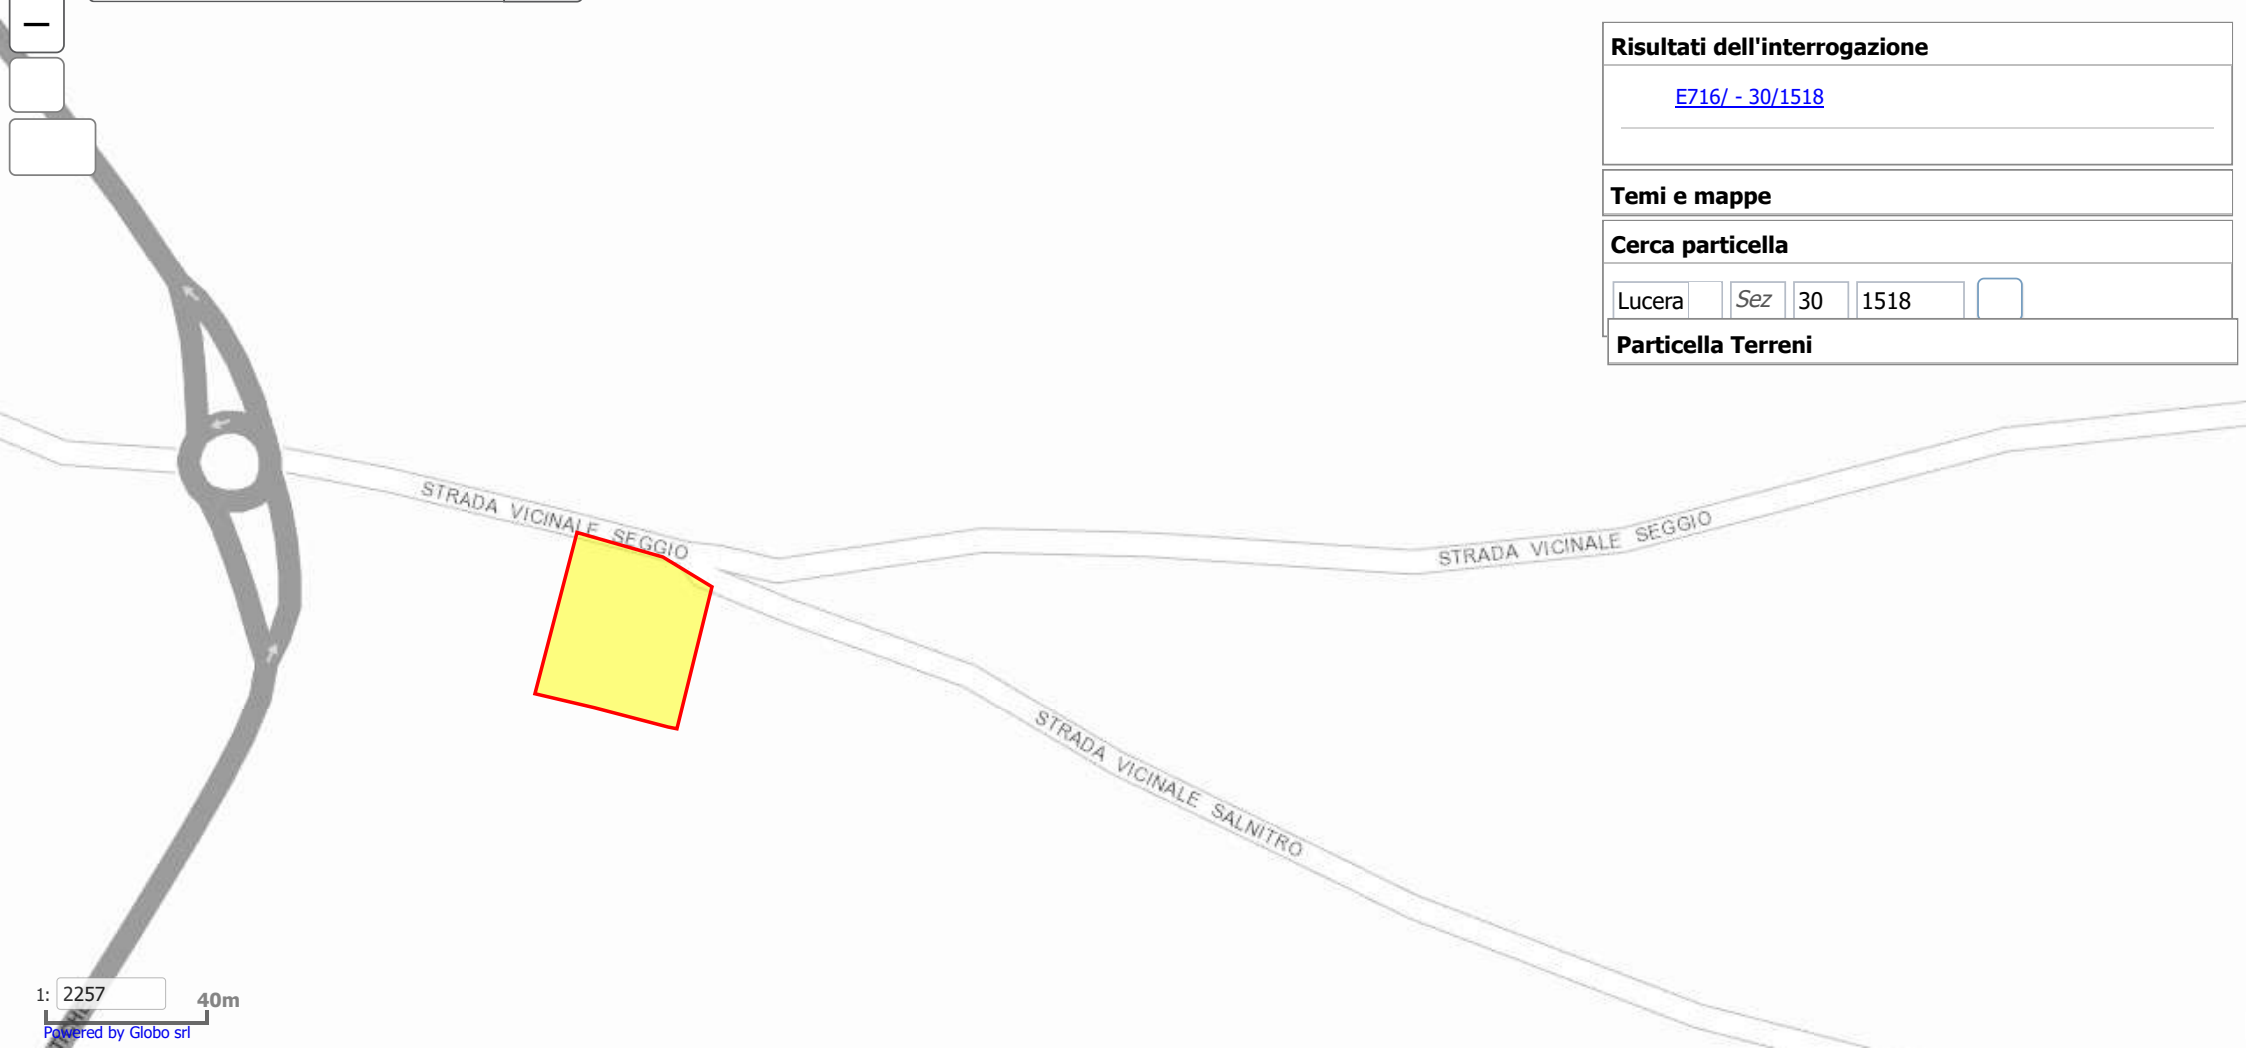 Risultati dell'interrogazione
E716/ - 30/1518
Temi e mappe
Cerca particella
Lucera Sez 30 1518
Particella Terreni
STRADA VICINALE SEGGIO
STRADA VICINALE SEGGIO
STRADA VICINALE SALNITRO
1: 2257 40m
Powered by Globo srl